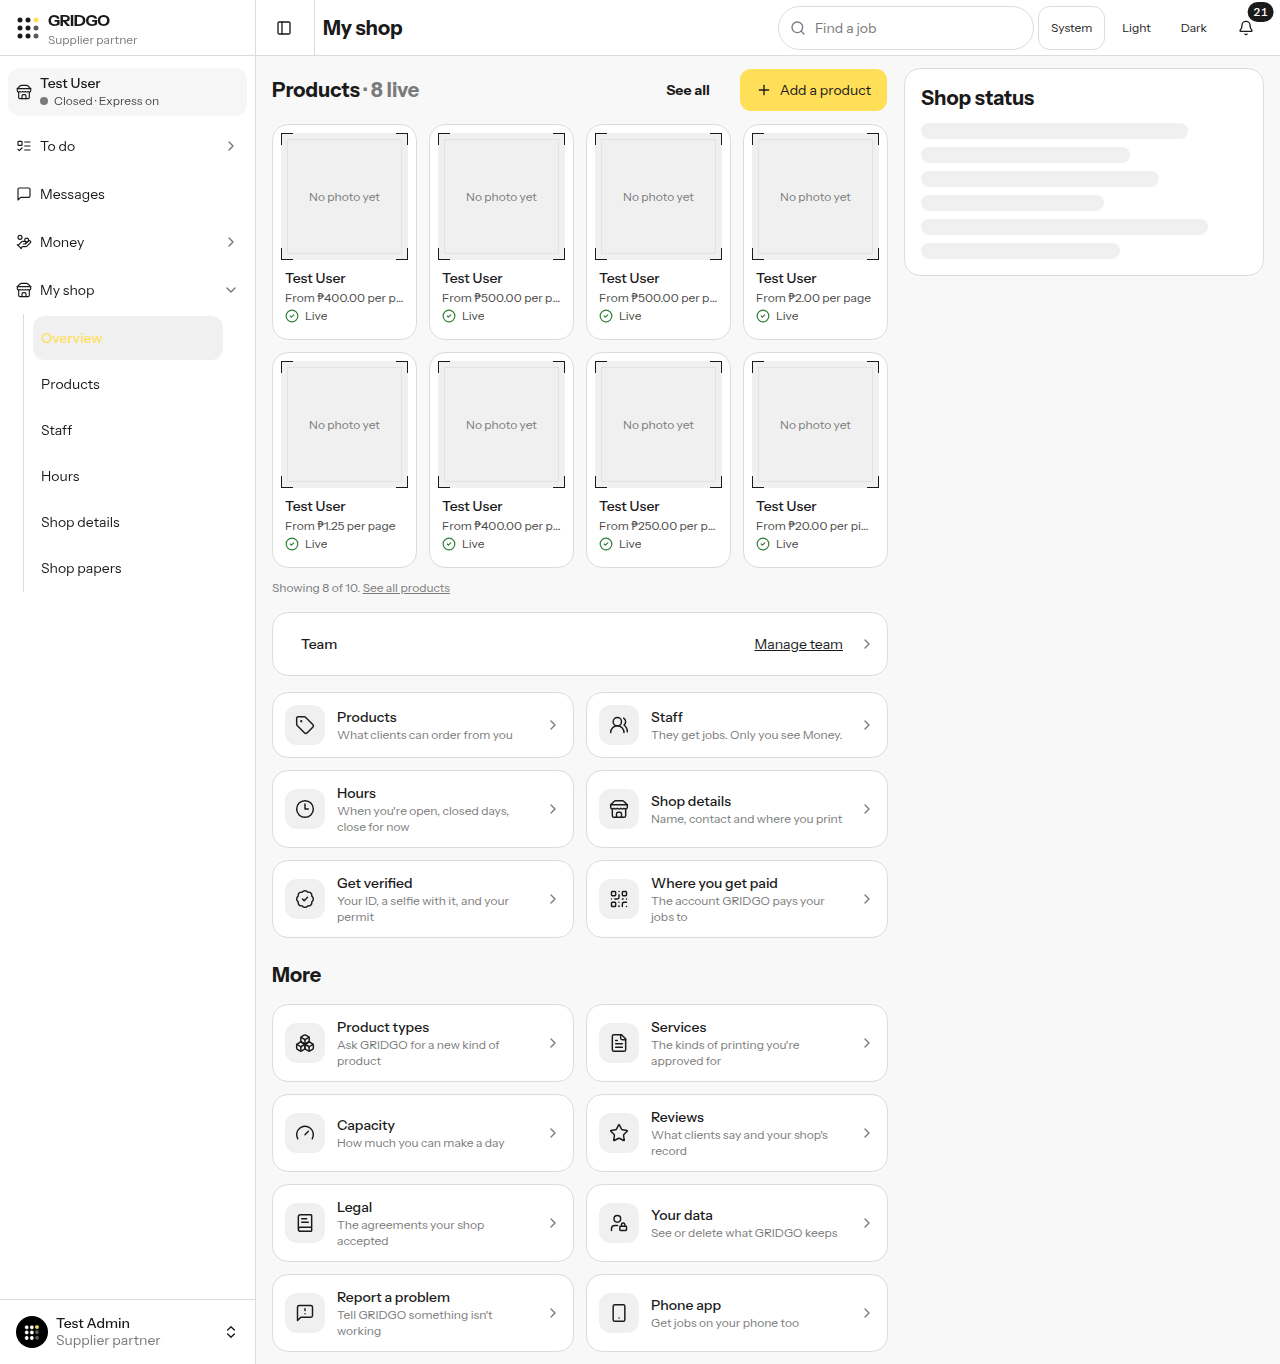 GRIDGO
Supplier partner
Test User
Closed · Express on
To do
Messages
Money
My shop
Overview
Products
Staff
Hours
Shop details
Shop papers
Test Admin
Supplier partner
My shop
Find a job
System
Light
Dark
21
Products · 8 live
See all
Add a product
No photo yet
No photo yet
No photo yet
No photo yet
Test User
Test User
Test User
Test User
From ₱400.00 per p...
From ₱500.00 per p...
From ₱500.00 per p...
From ₱2.00 per page
Live
Live
Live
Live
No photo yet
No photo yet
No photo yet
No photo yet
Test User
Test User
Test User
Test User
From ₱1.25 per page
From ₱400.00 per p...
From ₱250.00 per p...
From ₱20.00 per pi...
Live
Live
Live
Live
Showing 8 of 10. See all products
Team
Manage team
Products
What clients can order from you
Staff
They get jobs. Only you see Money.
Hours
When you're open, closed days,
close for now
Shop details
Name, contact and where you print
Get verified
Your ID, a selfie with it, and your
permit
Where you get paid
The account GRIDGO pays your
jobs to
More
Product types
Ask GRIDGO for a new kind of
product
Services
The kinds of printing you're
approved for
Capacity
How much you can make a day
Reviews
What clients say and your shop's
record
Legal
The agreements your shop
accepted
Your data
See or delete what GRIDGO keeps
Report a problem
Tell GRIDGO something isn't
working
Phone app
Get jobs on your phone too
Shop status